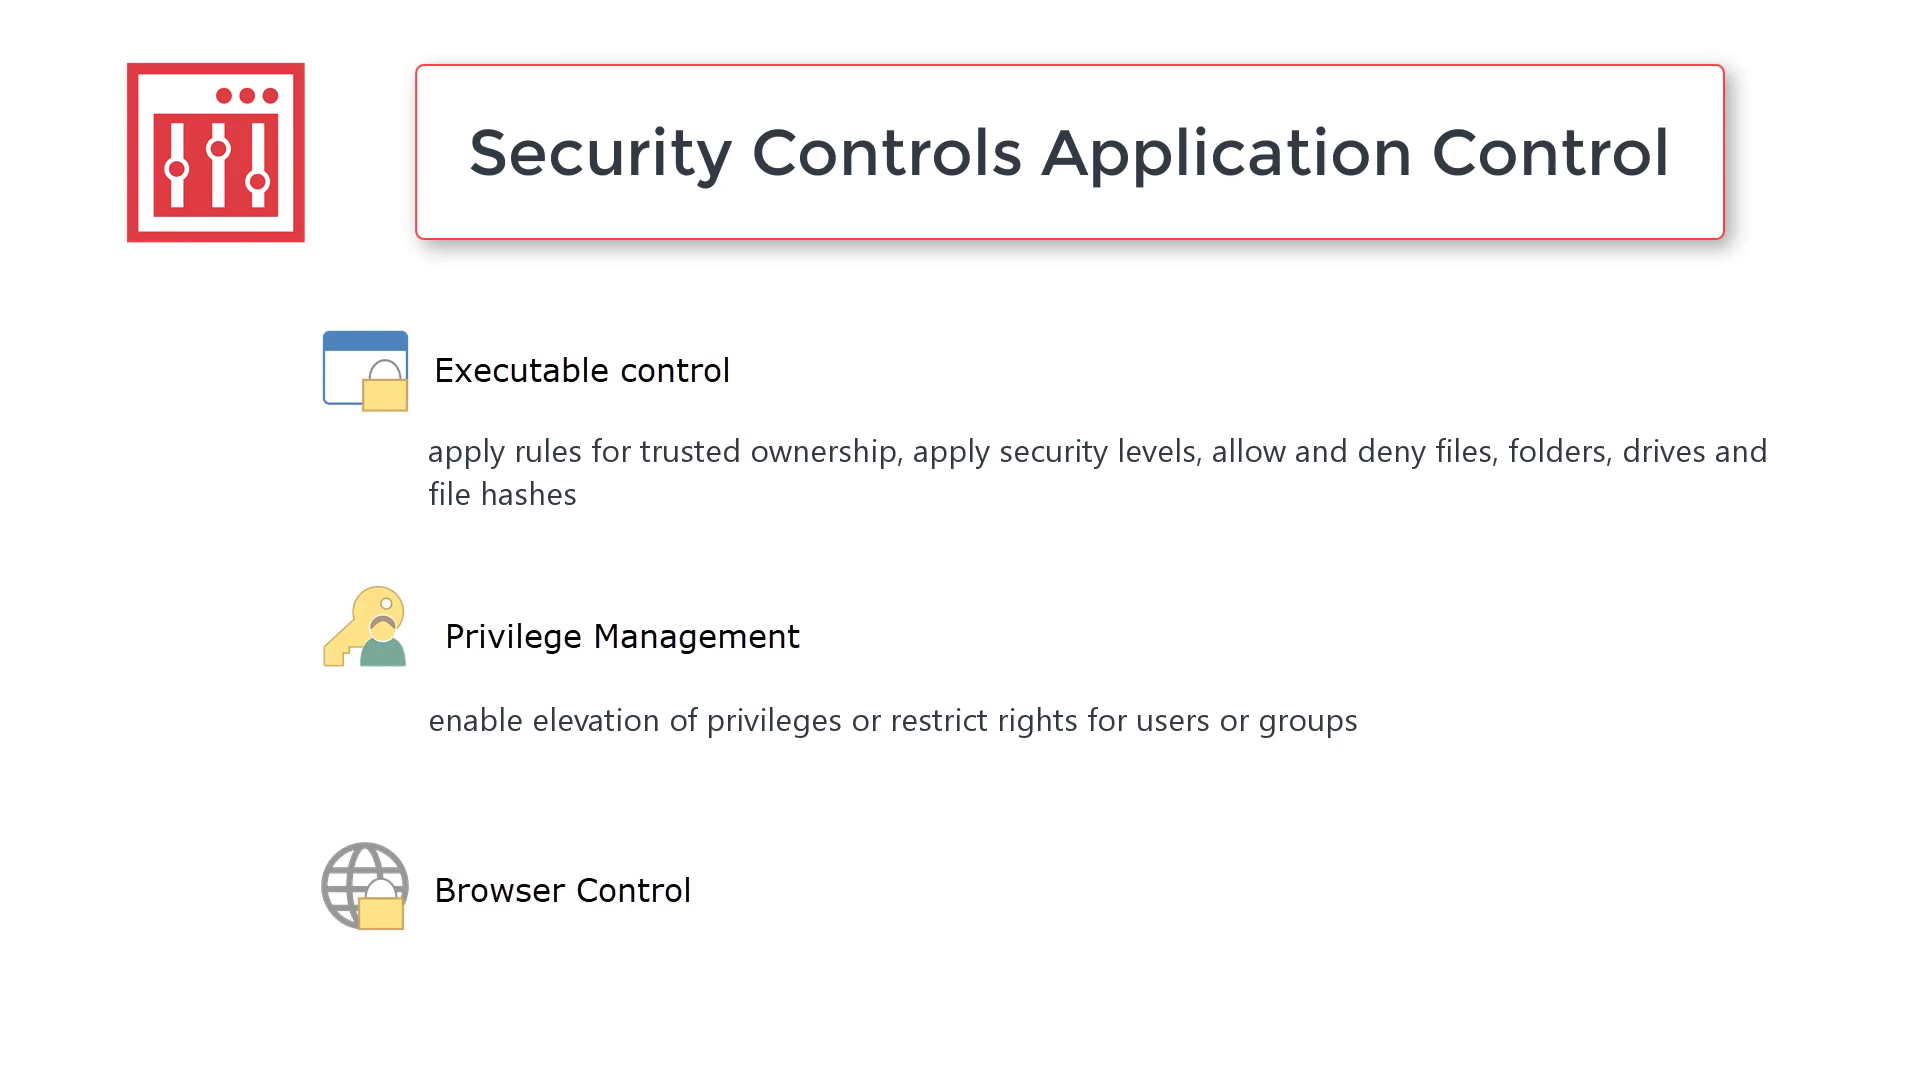 Security Controls Application Control
Executable control
apply rules for trusted ownership, apply security levels, allow and deny files, folders, drives and
file hashes
Privilege Management
enable elevation of privileges or restrict rights for users or groups
Browser Control